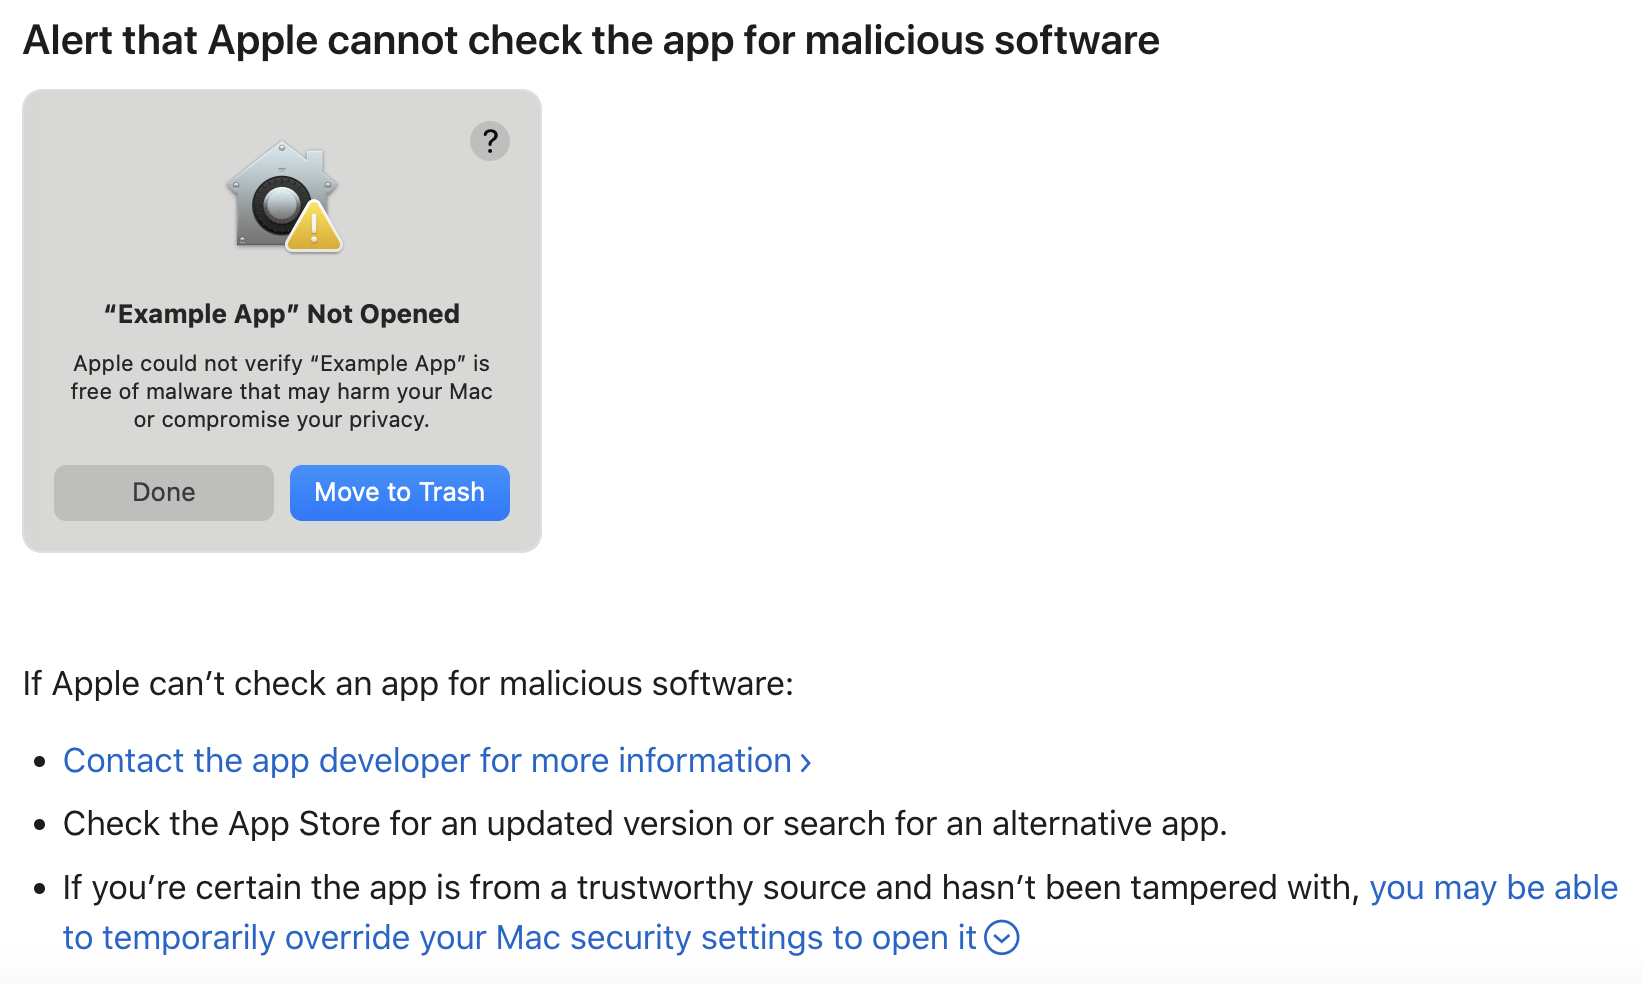 Alert that Apple cannot check the app for malicious software
?
“Example App” Not Opened
Apple could not verify “Example App” is
free of malware that may harm your Mac
or compromise your privacy.
Done
Move to Trash
If Apple can’t check an app for malicious software:
• Contact the app developer for more information ›
• Check the App Store for an updated version or search for an alternative app.
• If you’re certain the app is from a trustworthy source and hasn’t been tampered with, you may be able
to temporarily override your Mac security settings to open it